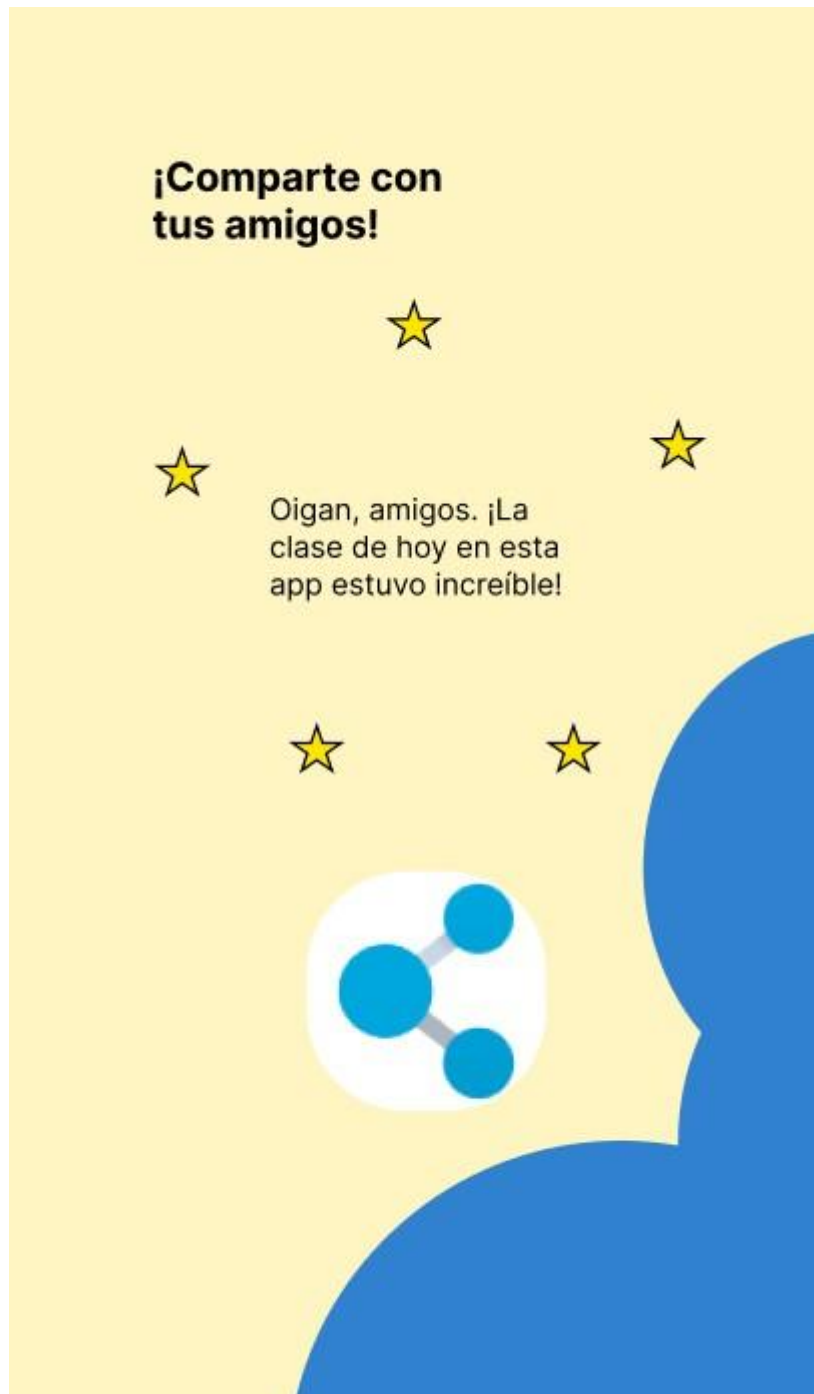 ¡Comparte con
tus amigos!
Oigan, amigos. ¡La
clase de hoy en esta
app estuvo increíble!